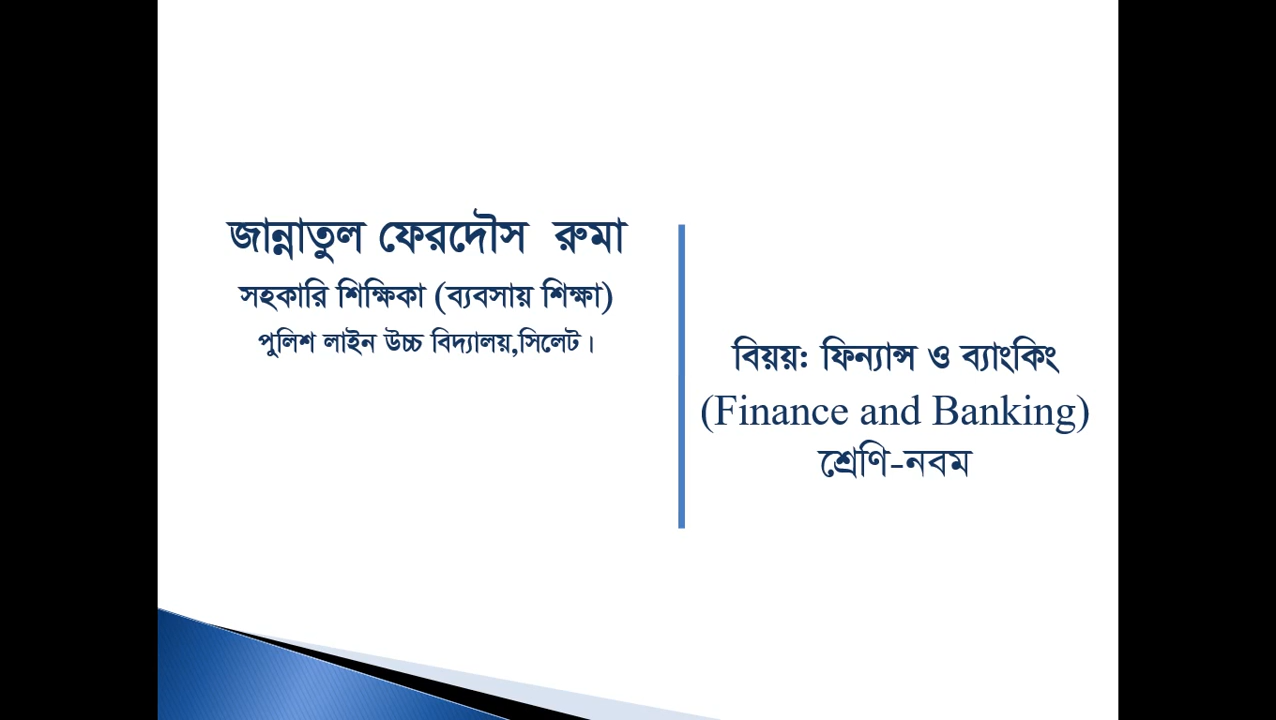 জান্নাতুল ফেরদৌস রুমা
সহকারি শিক্ষিকা (ব্যবসায় শিক্ষা)
পুলিশ লাইন উচ্চ বিদ্যালয়,সিলেট।
বিয়য়: ফিন্যান্স ও ব্যাংকিং
(Finance and Banking)
শ্রেণি-নবম